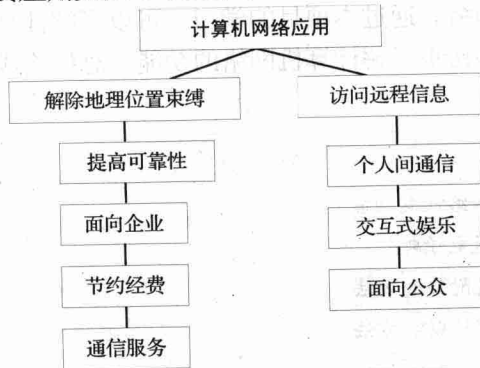 计算机网络应用
解除地理位置束缚
访问远程信息
提高可靠性
个人间通信
面向企业
交互式娱乐
节约经费
面向公众
通信服务